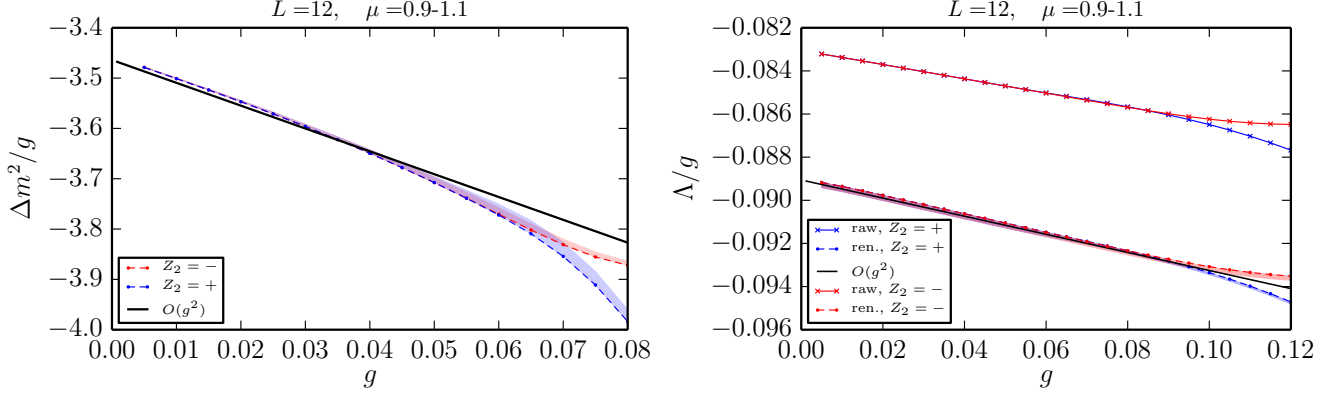 L =12, μ =0.9-1.1
−3.4
−3.5
−3.6
−3.7
−3.8
−3.9
−4.0
Δm²/g
Z₂ = −
Z₂ = +
O(g²)
0.00 0.01 0.02 0.03 0.04 0.05 0.06 0.07 0.08
g
L =12, μ =0.9-1.1
−0.082
−0.084
−0.086
−0.088
−0.090
−0.092
−0.094
−0.096
Λ/g
raw, Z₂ = +
ren., Z₂ = +
O(g²)
raw, Z₂ = −
ren., Z₂ = −
0.00 0.02 0.04 0.06 0.08 0.10 0.12
g